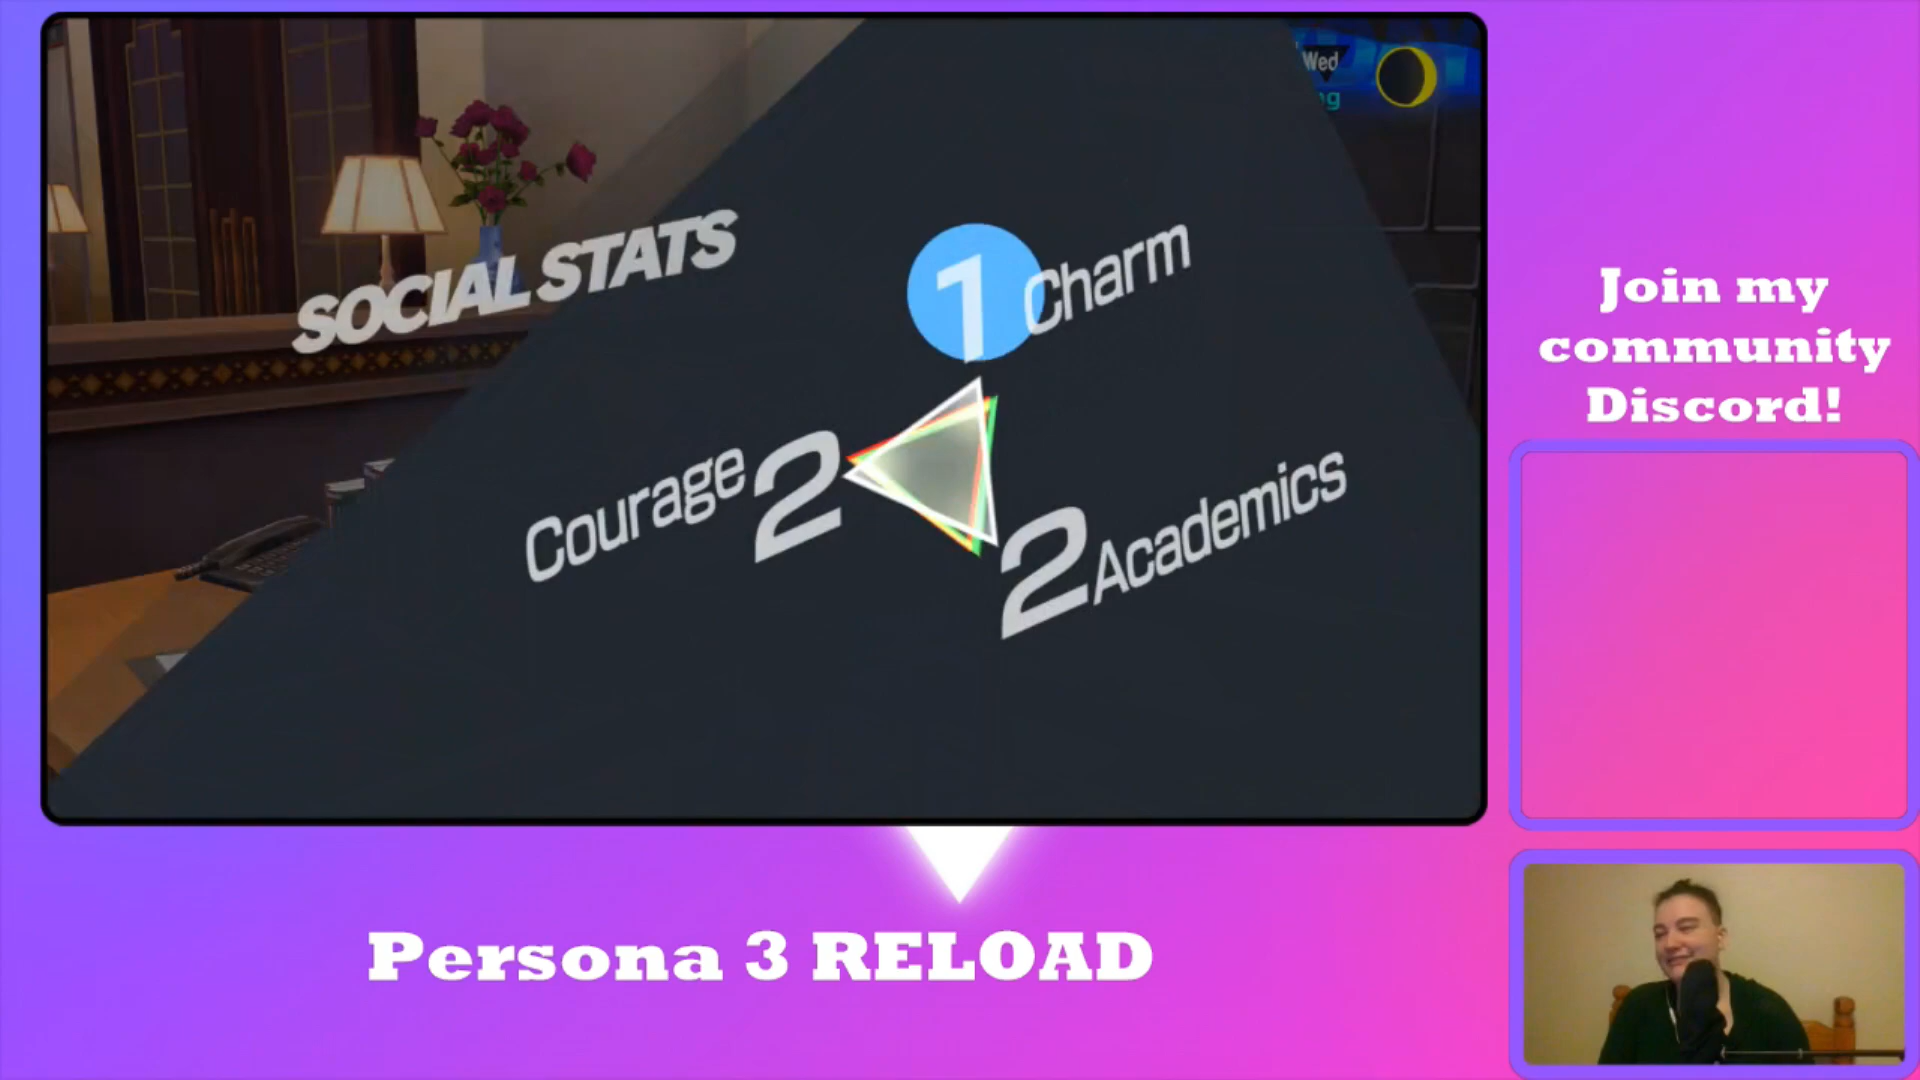 Wed
SOCIAL STATS
1 Charm
Courage 2
2 Academics
Join my
community
Discord!
Persona 3 RELOAD